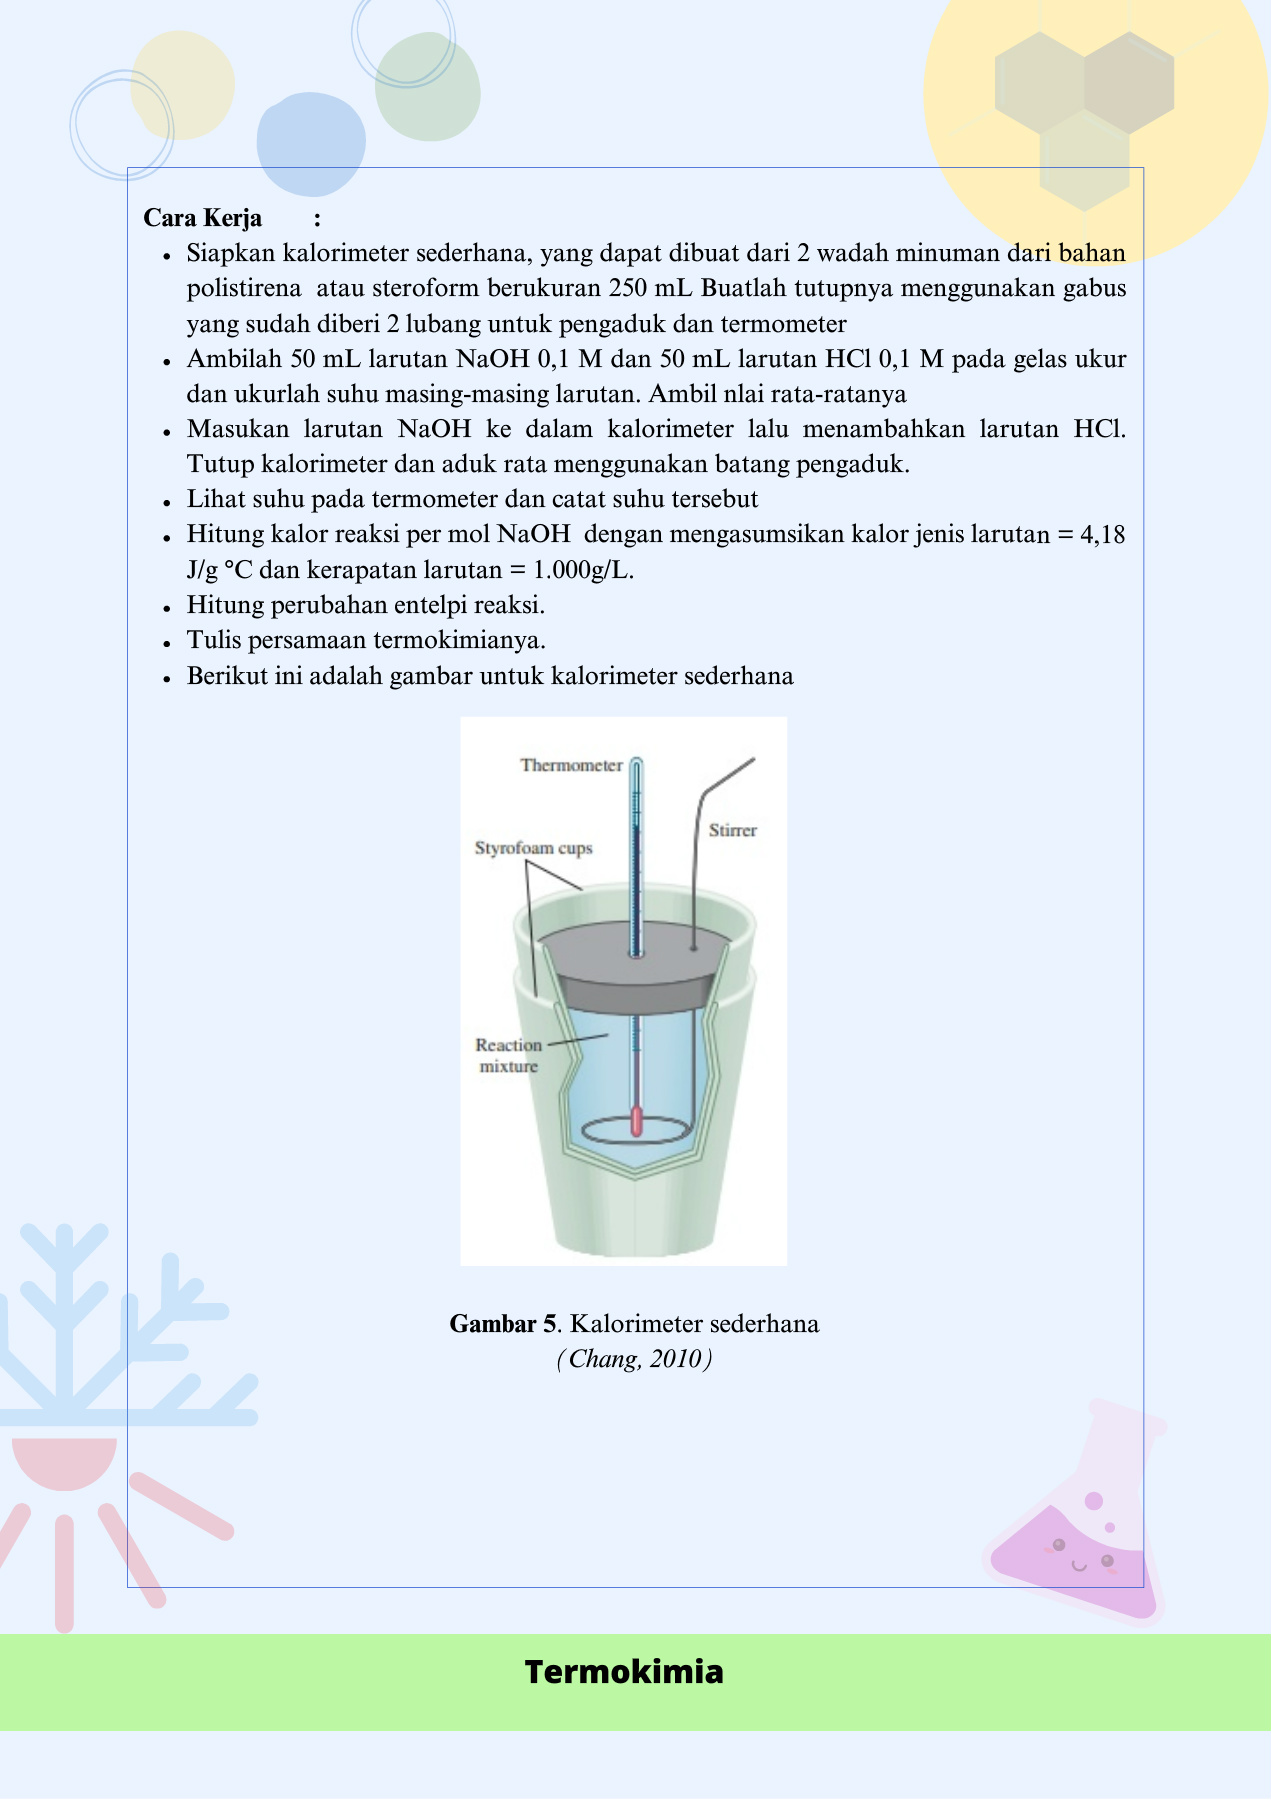 Cara Kerja :
• Siapkan kalorimeter sederhana, yang dapat dibuat dari 2 wadah minuman dari bahan
polistirena atau steroform berukuran 250 mL Buatlah tutupnya menggunakan gabus
yang sudah diberi 2 lubang untuk pengaduk dan termometer
• Ambilah 50 mL larutan NaOH 0,1 M dan 50 mL larutan HCl 0,1 M pada gelas ukur
dan ukurlah suhu masing-masing larutan. Ambil nlai rata-ratanya
• Masukan larutan NaOH ke dalam kalorimeter lalu menambahkan larutan HCl.
Tutup kalorimeter dan aduk rata menggunakan batang pengaduk.
• Lihat suhu pada termometer dan catat suhu tersebut
• Hitung kalor reaksi per mol NaOH dengan mengasumsikan kalor jenis larutan = 4,18
J/g °C dan kerapatan larutan = 1.000g/L.
• Hitung perubahan entelpi reaksi.
• Tulis persamaan termokimianya.
• Berikut ini adalah gambar untuk kalorimeter sederhana
Thermometer
Stirrer
Styrofoam cups
Reaction
mixture
Gambar 5. Kalorimeter sederhana
(Chang, 2010)
Termokimia